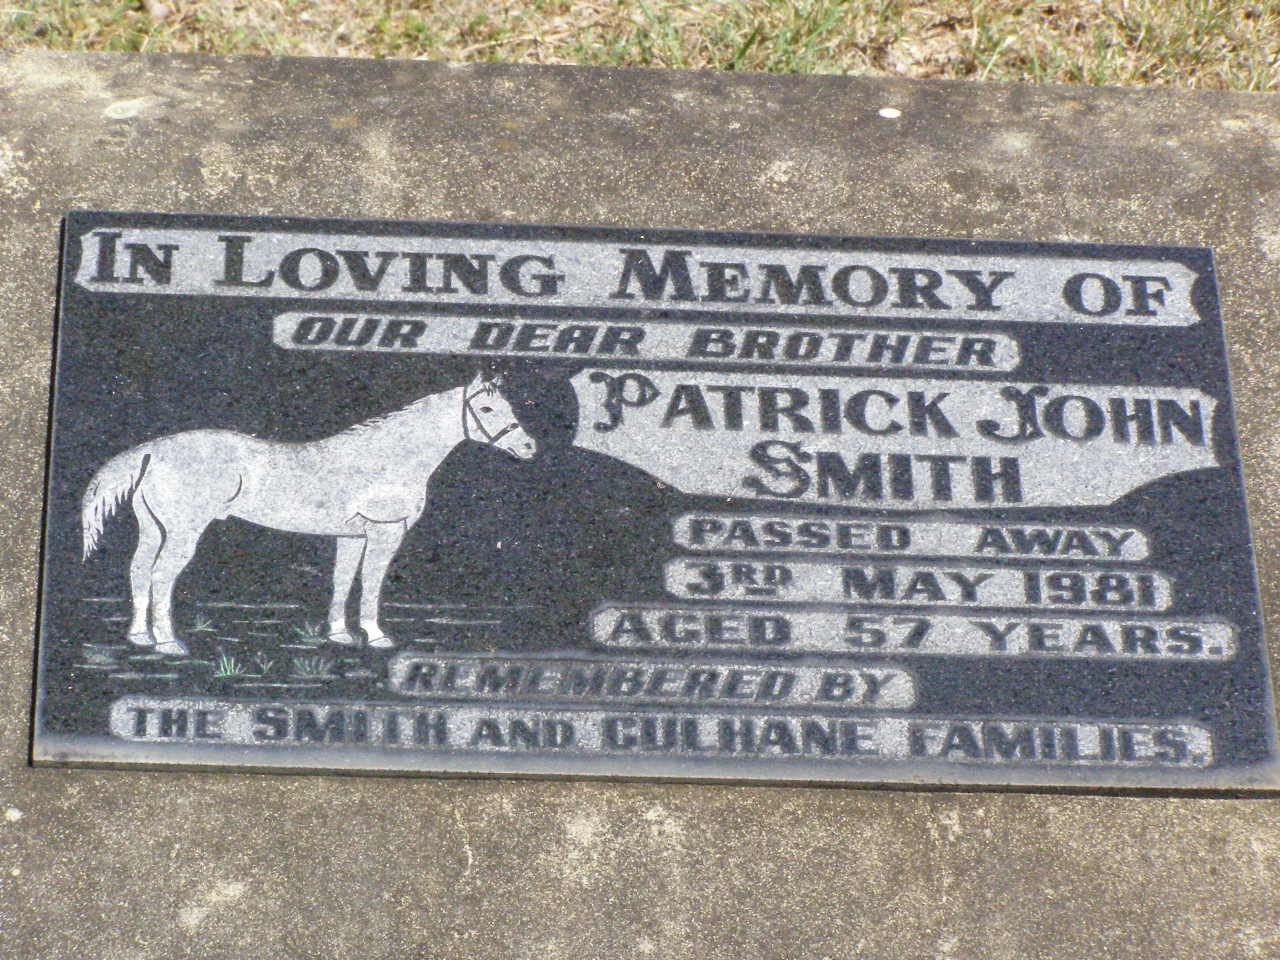 IN LOVING MEMORY OF
OUR DEAR BROTHER
PATRICK JOHN
SMITH
PASSED AWAY
3RD MAY 1981
AGED 57 YEARS.
REMEMBERED BY
THE SMITH AND CULHANE FAMILIES.